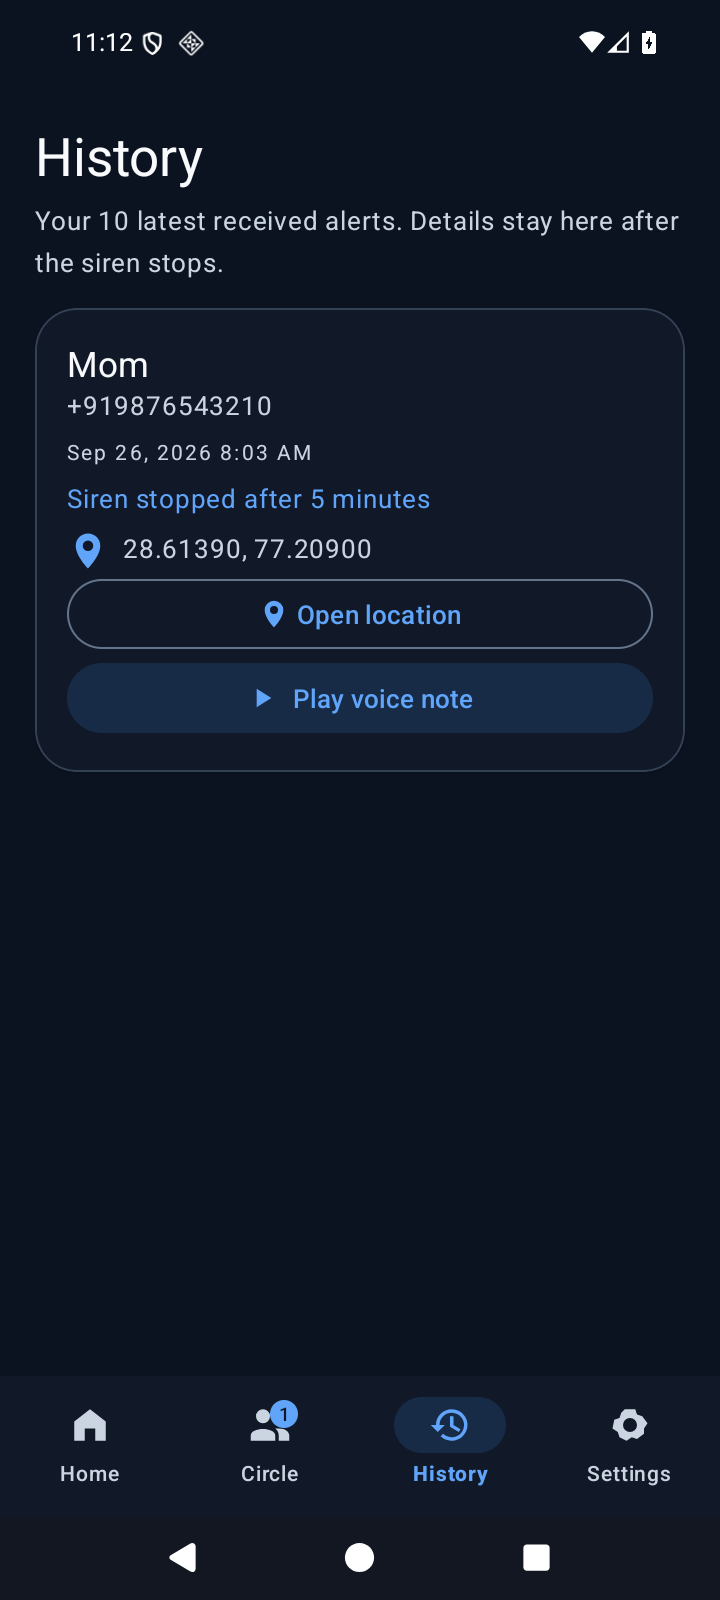 11:12
History
Your 10 latest received alerts. Details stay here after
the siren stops.
Mom
+919876543210
Sep 26, 2026 8:03 AM
Siren stopped after 5 minutes
28.61390, 77.20900
Open location
Play voice note
1
Home
Circle
History
Settings